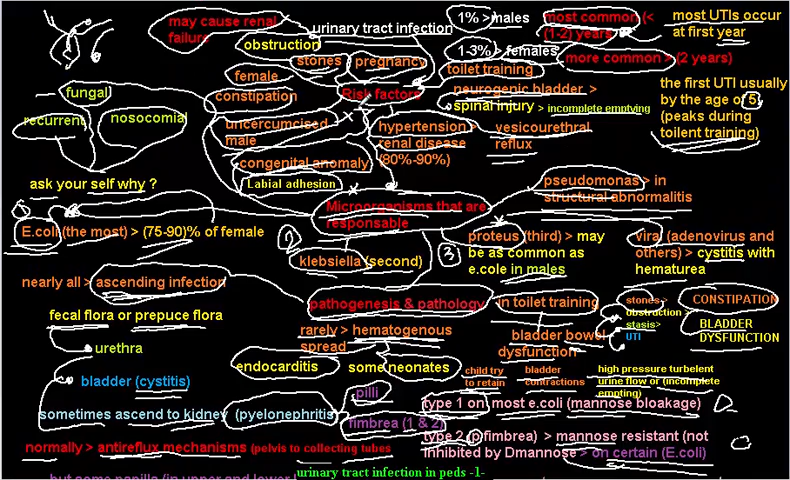 may cause renal
failure
urinary tract infection
1% >males
most common (<
(1-2) years
most UTIs occur
at first year
obstruction
1-3% > females
more common > (2 years)
stones
pregnancy
toilet training
female
fungal
constipation
Risk factors
neurogenic bladder >
spinal injury > incomplete emptying
the first UTI usually
by the age of 5
(peaks during
toilent training)
recurrent
nosocomial
uncercumcised
male
hypertension >
renal disease
(80%-90%)
vesicourethral
reflux
congenital anomaly
Labial adhesion
ask your self why ?
pseudomonas > in
structural abnormalitis
Microorganisms that are
responsable
1
E.coli (the most) > (75-90)% of female
2
klebsiella (second)
3
proteus (third) > may
be as common as
e.cole in males
viral (adenovirus and
others) > cystitis with
hematurea
nearly all > ascending infection
pathogenesis & pathology
in toilet training
stones >
obstruction >
stasis>
UTI
CONSTIPATION
BLADDER
DYSFUNCTION
fecal flora or prepuce flora
rarely > hematogenous
spread
bladder bowel
dysfunction
urethra
endocarditis
some neonates
child try
to retain
bladder
contractions
high pressure turbelent
urine flow or (incomplete
empting)
bladder (cystitis)
pilli
type 1 on most e.coli (mannose bloakage)
sometimes ascend to kidney (pyelonephritis)
fimbrea (1 & 2)
type 2 (p fimbrea) > mannose resistant (not
inhibited by Dmannose > on certain (E.coli)
normally > antireflux mechanisms (pelvis to collecting tubes
but some papilla (in upper and lower
urinary tract infection in peds -1-